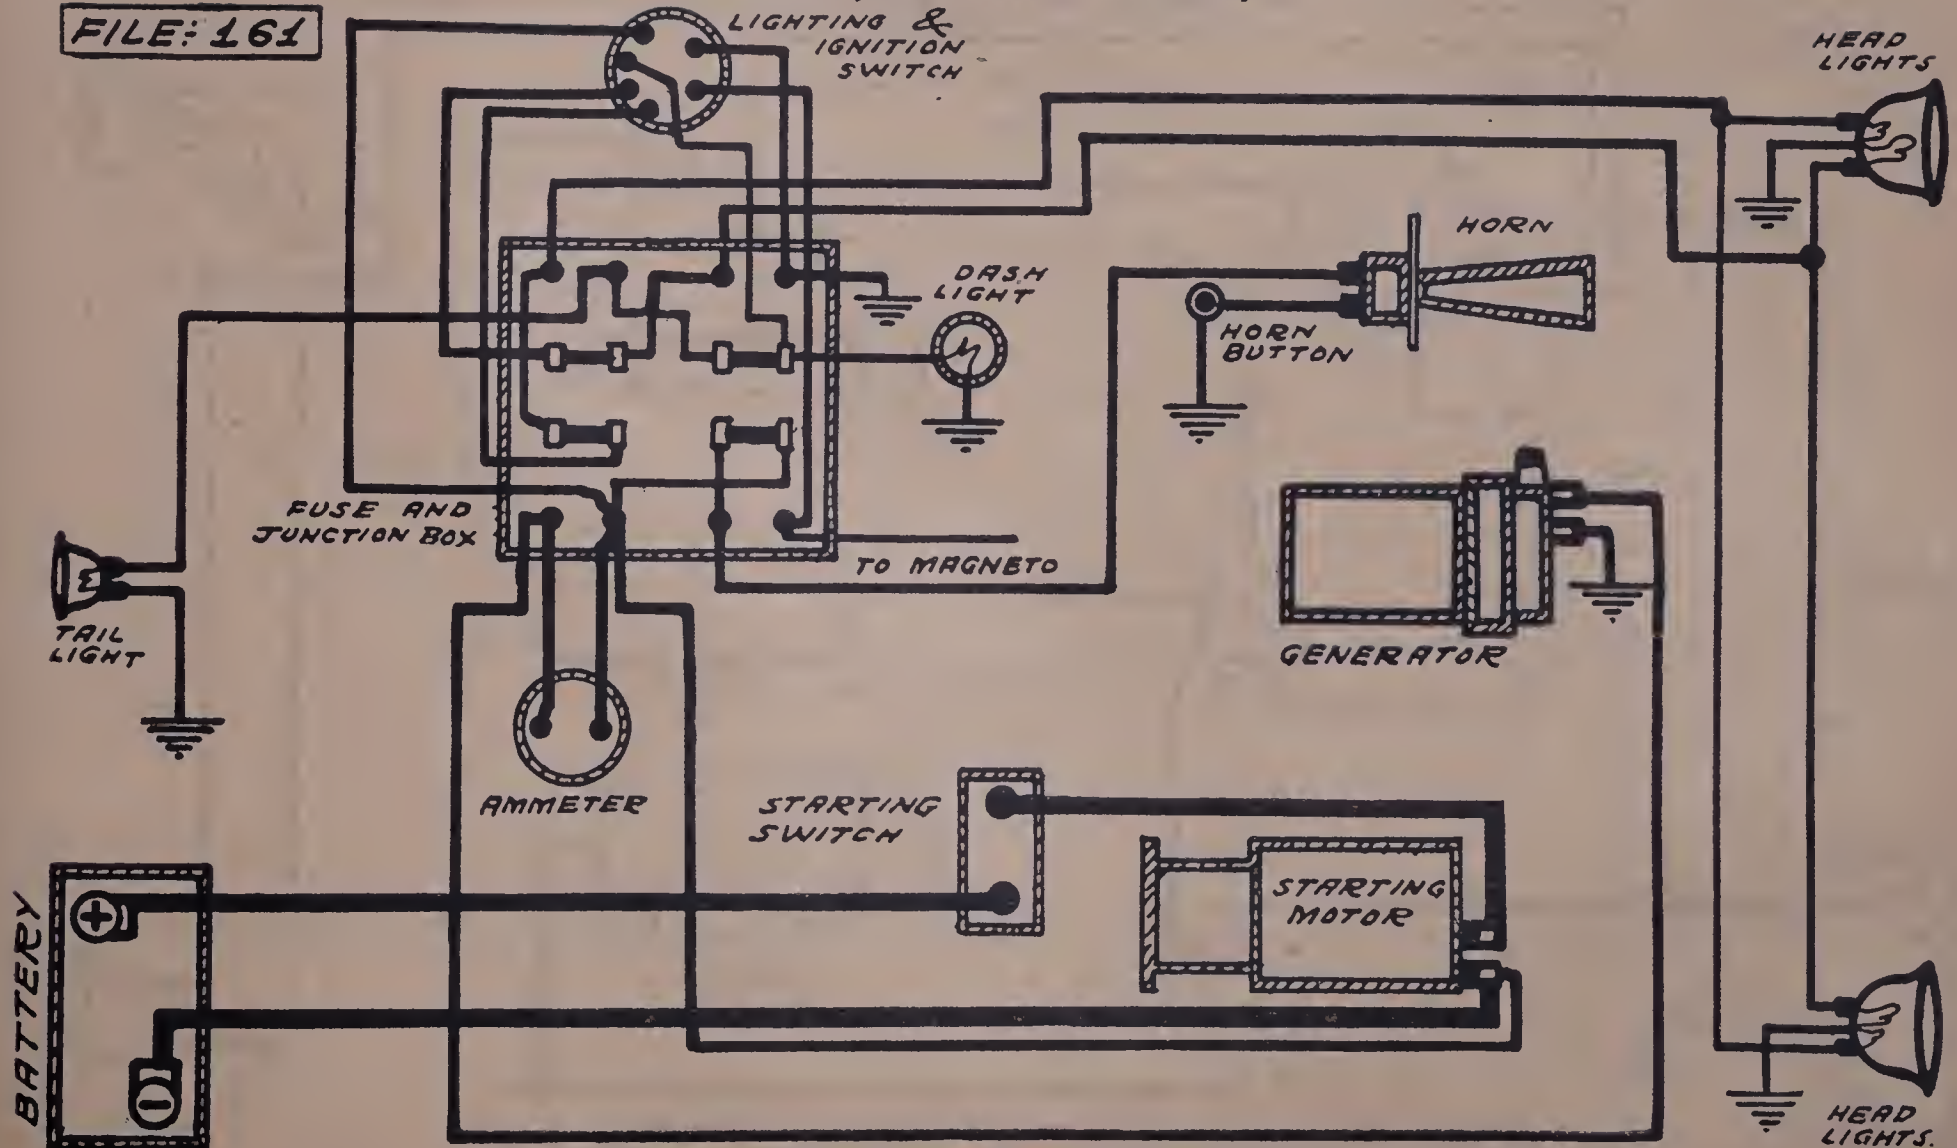 FILE:- 161
LIGHTING &
IGNITION
SWITCH
HEAD
LIGHTS
HORN
DASH
LIGHT
HORN
BUTTON
FUSE AND
JUNCTION BOX
TO MAGNETO
TAIL
LIGHT
GENERATOR
AMMETER
STARTING
SWITCH
STARTING
MOTOR
BATTERY
+
−
HEAD
LIGHTS.